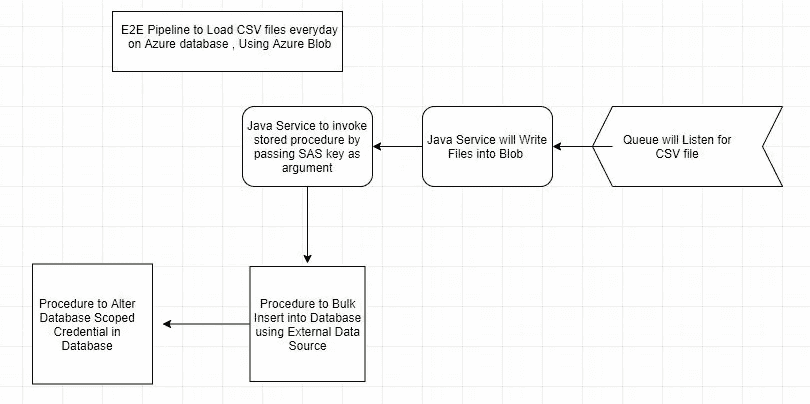 E2E Pipeline to Load CSV files everyday
on Azure database , Using Azure Blob
Java Service to invoke
stored procedure by
passing SAS key as
argument
Java Service will Write
Files into Blob
Queue will Listen for
CSV file
Procedure to Alter
Database Scoped
Credential in
Database
Procedure to Bulk
Insert into Database
using External Data
Source